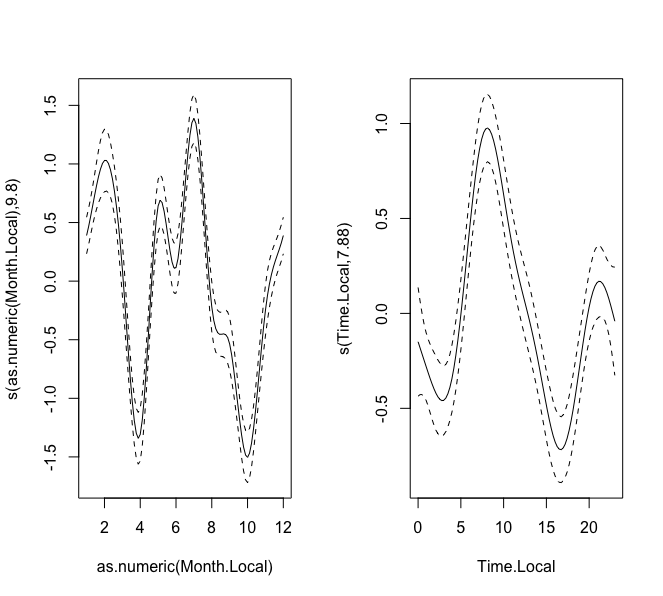 s(as.numeric(Month.Local),9.8)
1.5
1.0
0.5
0.0
-0.5
-1.0
-1.5
2 4 6 8 10 12
as.numeric(Month.Local)
s(Time.Local,7.88)
1.0
0.5
0.0
-0.5
0 5 10 15 20
Time.Local